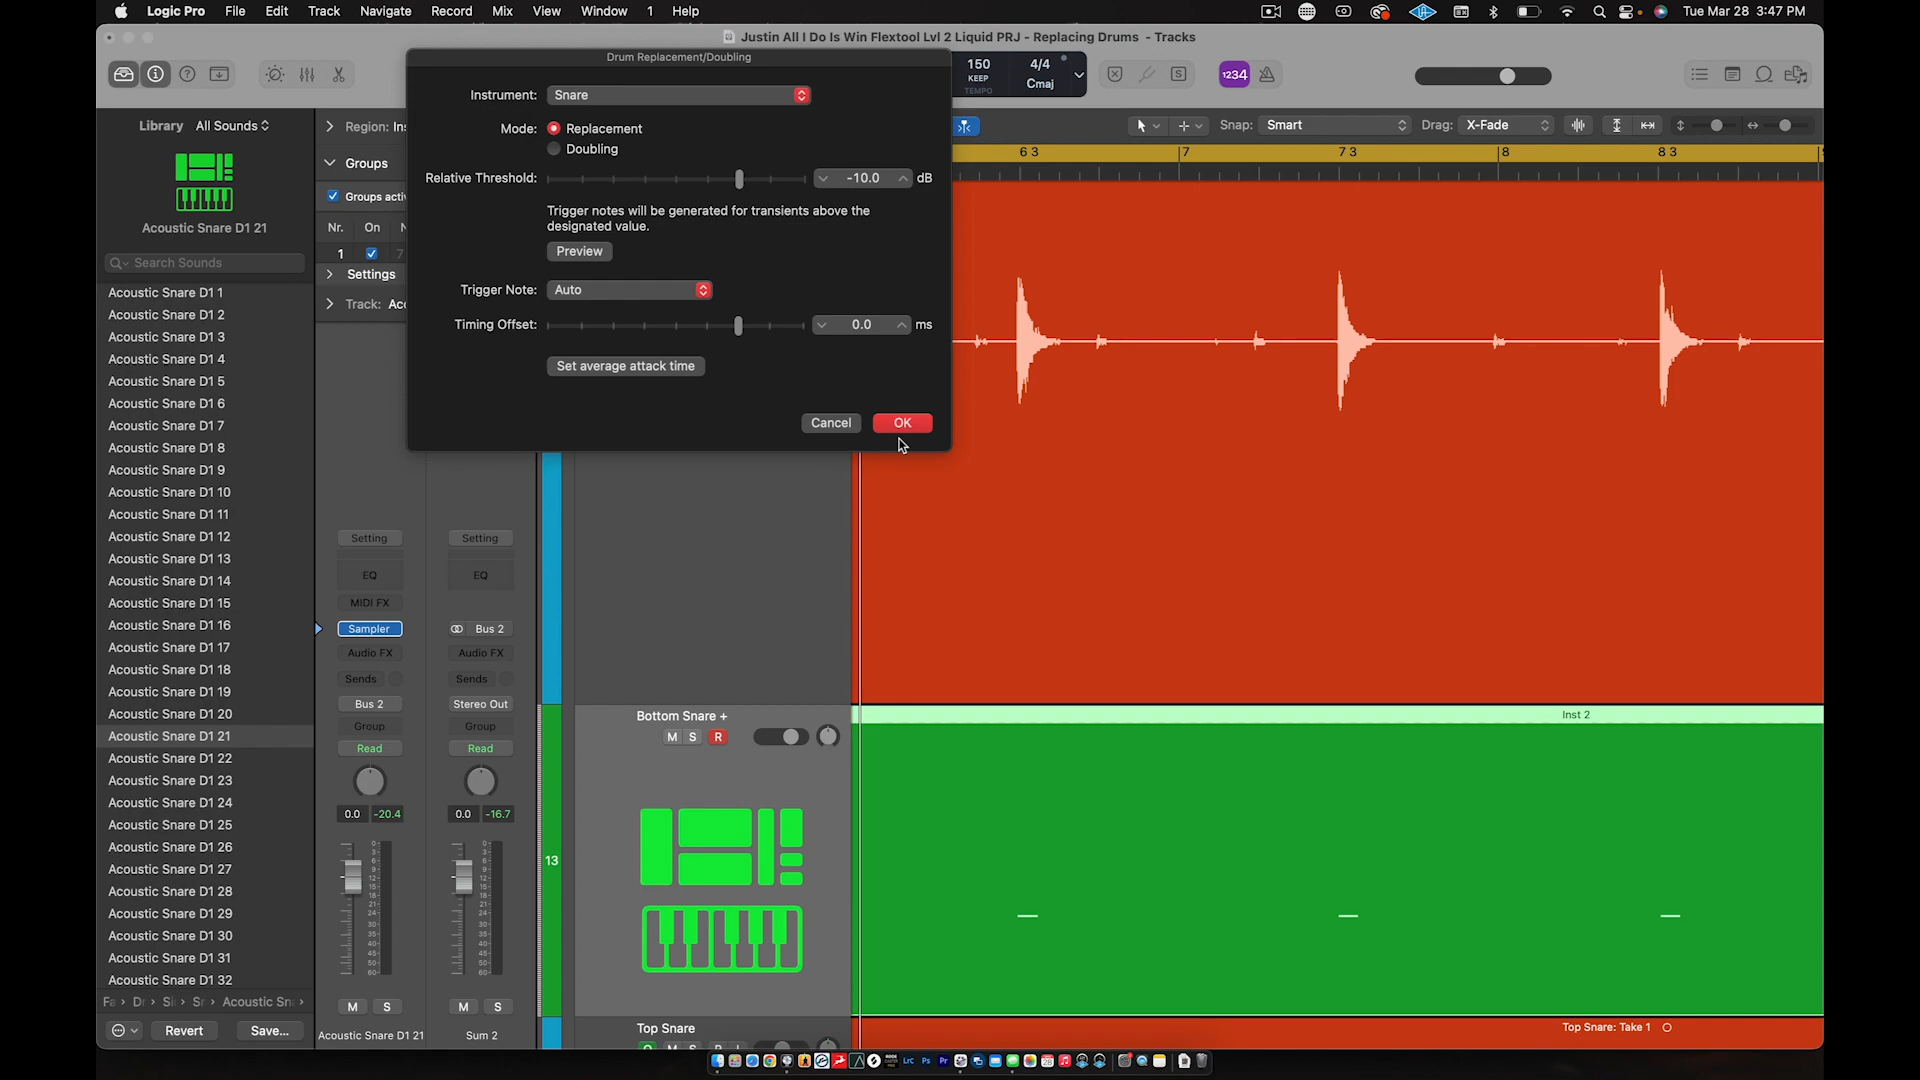 Logic Pro File Edit Track Navigate Record Mix View Window 1 Help
Tue Mar 28 3:47 PM
Justin All I Do Is Win Flextool Lvl 2 Liquid PRJ - Replacing Drums - Tracks
Drum Replacement/Doubling
Instrument: Snare
Mode: Replacement
Doubling
Relative Threshold: -10.0 dB
Trigger notes will be generated for transients above the
designated value.
Preview
Trigger Note: Auto
Timing Offset: 0.0 ms
Set average attack time
Cancel OK
150 4/4
KEEP Cmaj
TEMPO
1234
Snap: Smart Drag: X-Fade
6 3 7 7 3 8 8 3
Library All Sounds
Acoustic Snare D1 21
Search Sounds
Acoustic Snare D1 1
Acoustic Snare D1 2
Acoustic Snare D1 3
Acoustic Snare D1 4
Acoustic Snare D1 5
Acoustic Snare D1 6
Acoustic Snare D1 7
Acoustic Snare D1 8
Acoustic Snare D1 9
Acoustic Snare D1 10
Acoustic Snare D1 11
Acoustic Snare D1 12
Acoustic Snare D1 13
Acoustic Snare D1 14
Acoustic Snare D1 15
Acoustic Snare D1 16
Acoustic Snare D1 17
Acoustic Snare D1 18
Acoustic Snare D1 19
Acoustic Snare D1 20
Acoustic Snare D1 21
Acoustic Snare D1 22
Acoustic Snare D1 23
Acoustic Snare D1 24
Acoustic Snare D1 25
Acoustic Snare D1 26
Acoustic Snare D1 27
Acoustic Snare D1 28
Acoustic Snare D1 29
Acoustic Snare D1 30
Acoustic Snare D1 31
Acoustic Snare D1 32
Fa › Dr › Si › Sr › Acoustic Sn ›
Revert Save...
Region: Ins
Groups
Groups acti
Nr. On N
1 7
Settings
Track: Aco
Setting Setting
EQ EQ
MIDI FX
Sampler Bus 2
Audio FX Audio FX
Sends Sends
Bus 2 Stereo Out
Group Group
Read Read
0.0 -20.4 0.0 -16.7
M S M S
Acoustic Snare D1 21 Sum 2
13
Bottom Snare +
M S R
Inst 2
Top Snare
Top Snare: Take 1